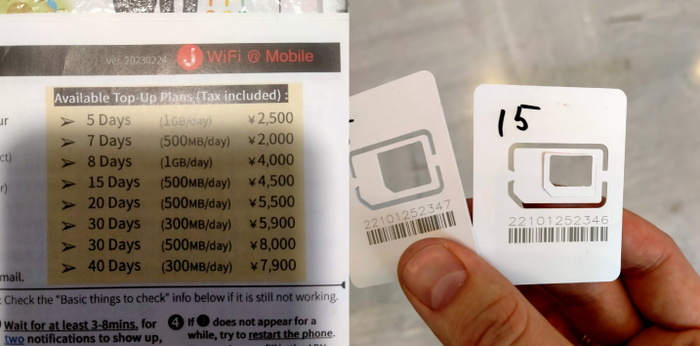 Ver. 20230224 J WiFi @ Mobile
Available Top-Up Plans (Tax included) :
➤ 5 Days (1GB/day) ¥2,500
➤ 7 Days (500MB/day) ¥2,000
➤ 8 Days (1GB/day) ¥4,000
➤ 15 Days (500MB/day) ¥4,500
➤ 20 Days (500MB/day) ¥5,500
➤ 30 Days (300MB/day) ¥5,900
➤ 30 Days (500MB/day) ¥8,000
➤ 40 Days (300MB/day) ¥7,900
mail.
Check the "Basic things to check" info below if it is still not working.
Wait for at least 3-8mins. for
two notifications to show up,
4 If ● does not appear for a
while, try to restart the phone.
22101252347
15
22101252346